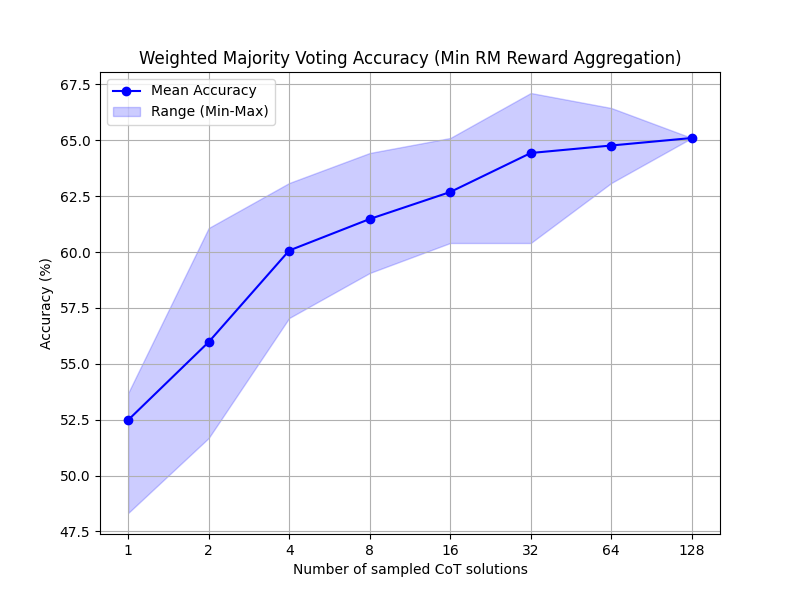 Weighted Majority Voting Accuracy (Min RM Reward Aggregation)
Mean Accuracy
Range (Min-Max)
67.5
65.0
62.5
60.0
57.5
55.0
52.5
50.0
47.5
Accuracy (%)
1 2 4 8 16 32 64 128
Number of sampled CoT solutions